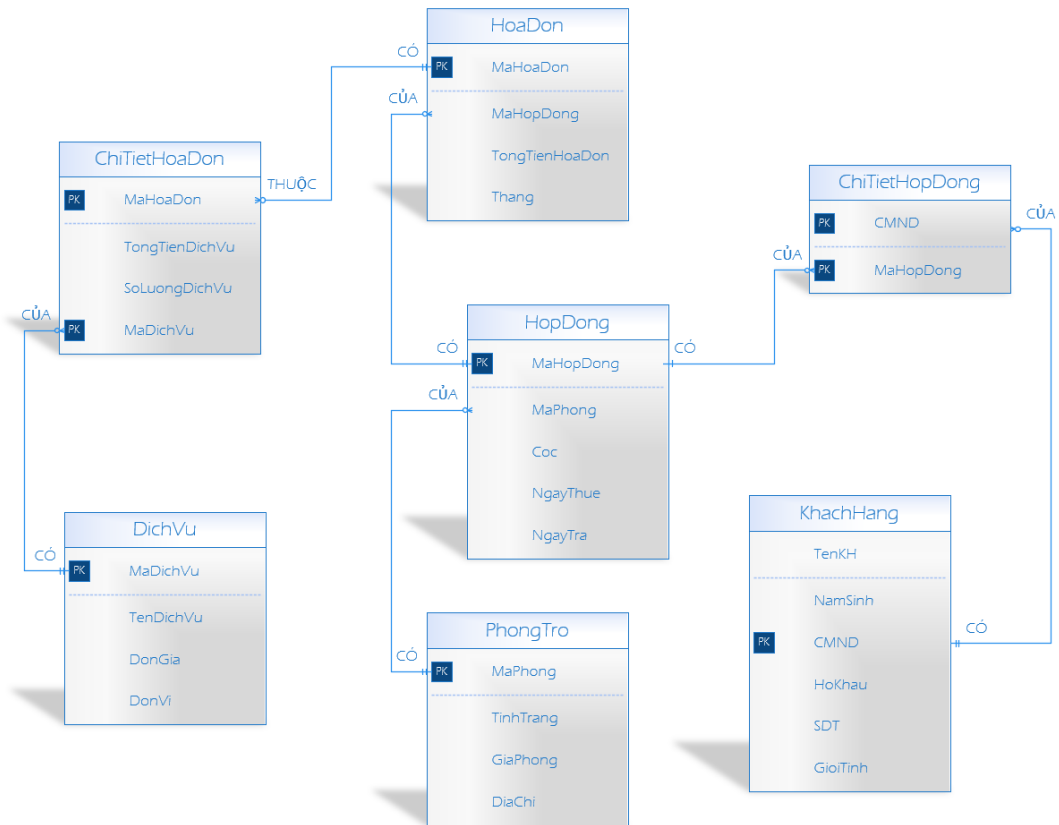 HoaDon
CÓ
PK MaHoaDon
CỦA
MaHopDong
TongTienHoaDon
Thang
ChiTietHoaDon
PK MaHoaDon
THUỘC
TongTienDichVu
SoLuongDichVu
CỦA
PK MaDichVu
ChiTietHopDong
PK CMND
CỦA
CỦA
PK MaHopDong
HopDong
CÓ
PK MaHopDong
CÓ
CỦA
MaPhong
Coc
NgayThue
NgayTra
DichVu
CÓ
PK MaDichVu
TenDichVu
DonGia
DonVi
KhachHang
TenKH
NamSinh
PK CMND
CÓ
HoKhau
SDT
GioiTinh
PhongTro
CÓ
PK MaPhong
TinhTrang
GiaPhong
DiaChi